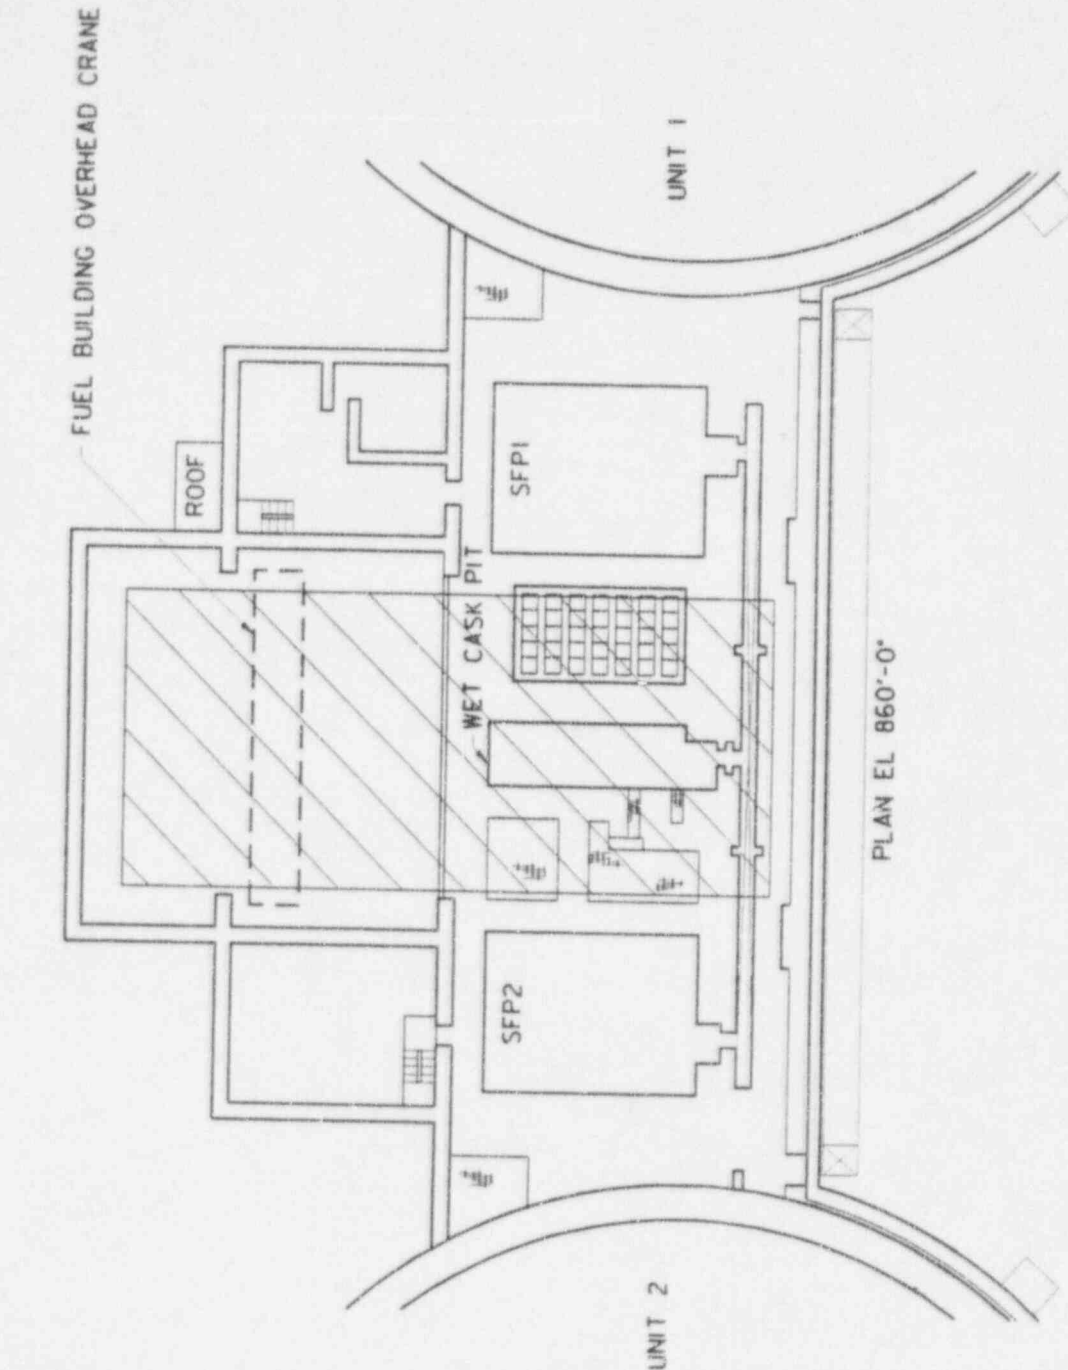 FUEL BUILDING OVERHEAD CRANE
UNIT 1
ROOF
SFP1
WET CASK PIT
SFP2
UNIT 2
PLAN EL 860'-0"